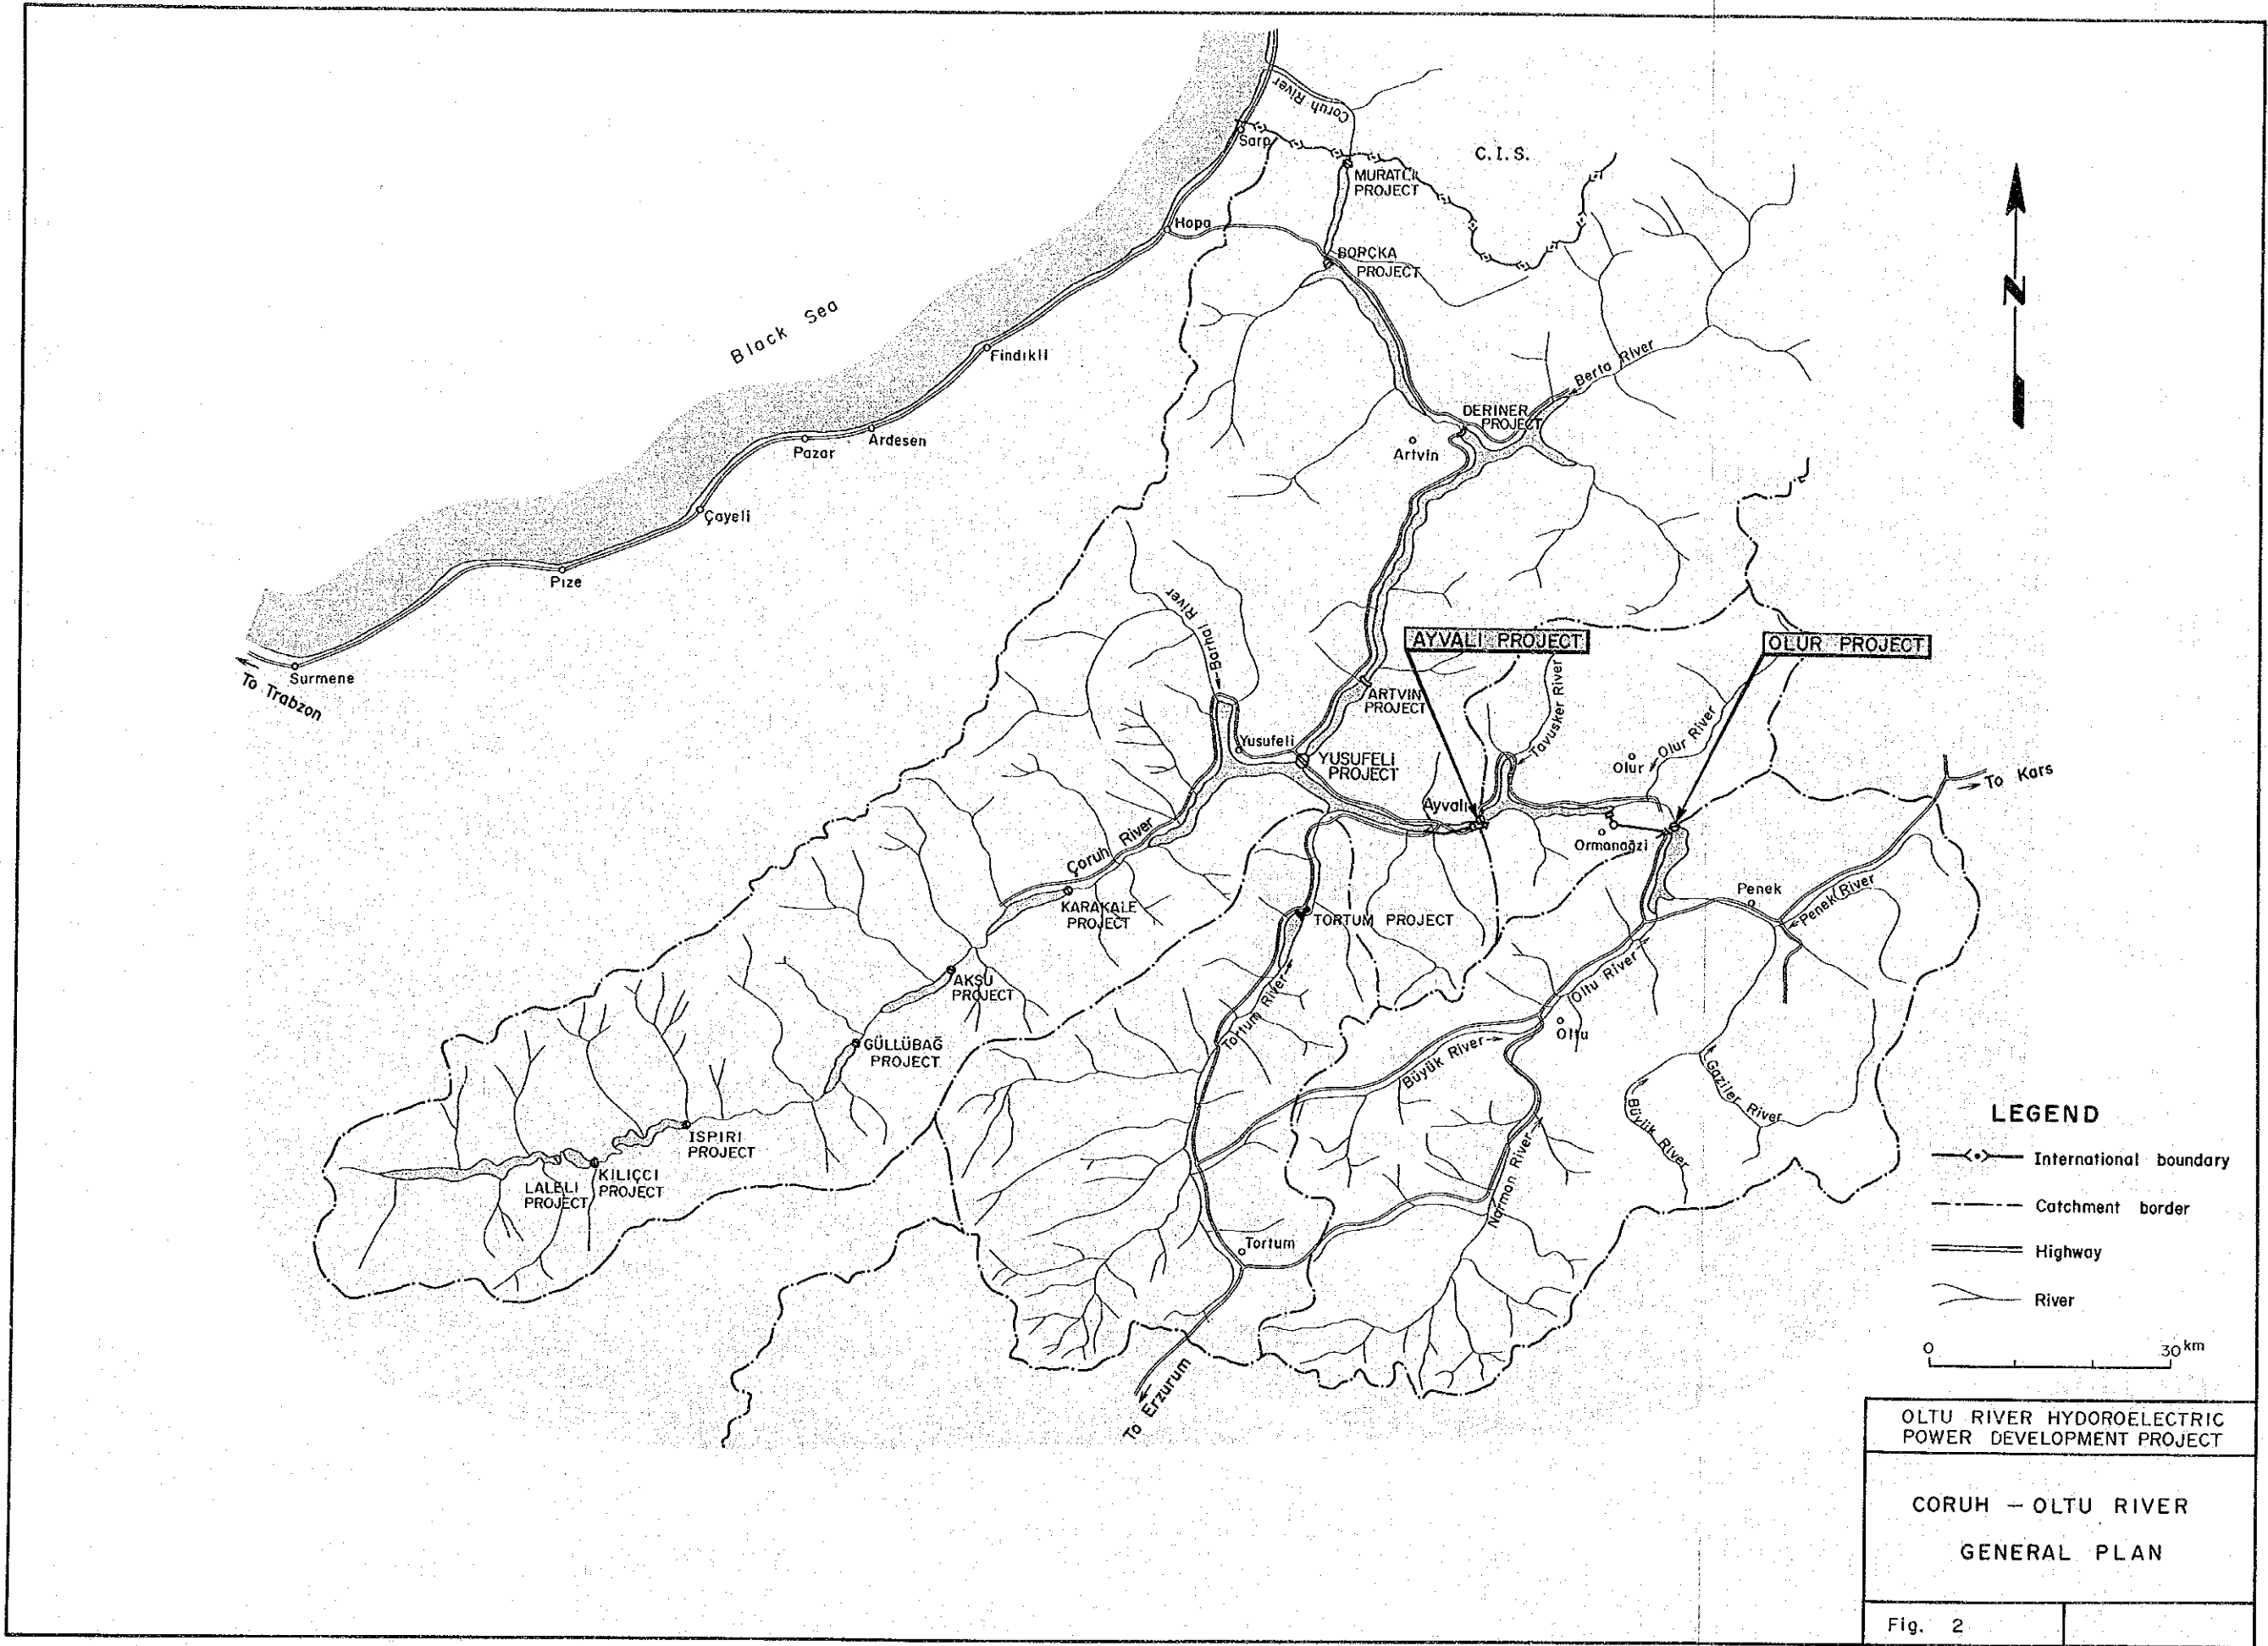 Coruh River
Sarp
C.I.S.
MURATLI
PROJECT
Hopa
BORÇKA
PROJECT
N
Black Sea
Findıkli
Berta River
DERINER
PROJECT
Ardesen
Pazar
Artvin
Çayeli
Pize
Barhal River
AYVALI PROJECT
OLUR PROJECT
Surmene
To Trabzon
Tavusker River
ARTVIN
PROJECT
Olur River
Yusufeli
YUSUFELI
PROJECT
Olur
To Kars
Ayvalı
Çoruh River
Ormanağzi
Penek
Penek River
KARAKALE
PROJECT
TORTUM PROJECT
AKSU
PROJECT
Oltu River
Tortum River
Oltu
GÜLLÜBAĞ
PROJECT
Büyük River
Gaziler River
Büyük River
LEGEND
ISPIRI
PROJECT
International boundary
KILIÇCI
PROJECT
LALELI
PROJECT
Narman River
Catchment border
Tortum
Highway
River
0 30 km
To Erzurum
OLTU RIVER HYDOROELECTRIC
POWER DEVELOPMENT PROJECT
CORUH – OLTU RIVER
GENERAL PLAN
Fig. 2